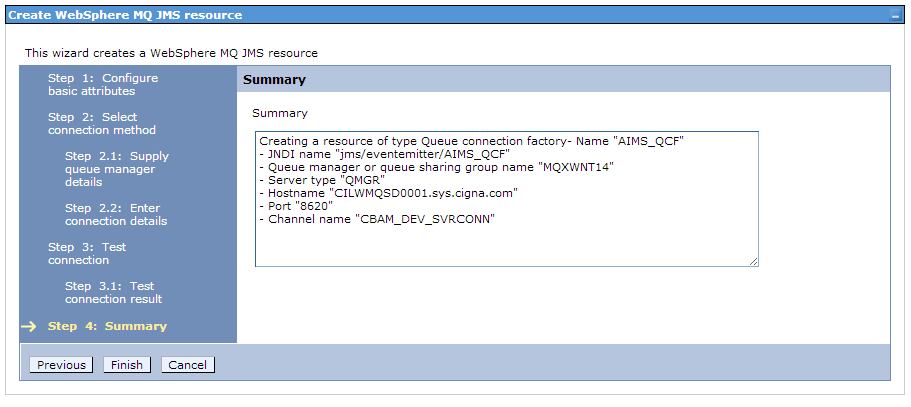 Create WebSphere MQ JMS resource
This wizard creates a WebSphere MQ JMS resource
Step 1: Configure
basic attributes
Step 2: Select
connection method
Step 2.1: Supply
queue manager
details
Step 2.2: Enter
connection details
Step 3: Test
connection
Step 3.1: Test
connection result
Step 4: Summary
Summary
Summary
Creating a resource of type Queue connection factory- Name "AIMS_QCF"
- JNDI name "jms/eventemitter/AIMS_QCF"
- Queue manager or queue sharing group name "MQXWNT14"
- Server type "QMGR"
- Hostname "CILWMQSD0001.sys.cigna.com"
- Port "8620"
- Channel name "CBAM_DEV_SVRCONN"
Previous Finish Cancel